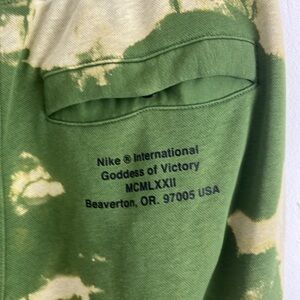 Nike ® International
Goddess of Victory
MCMLXXII
Beaverton, OR. 97005 USA